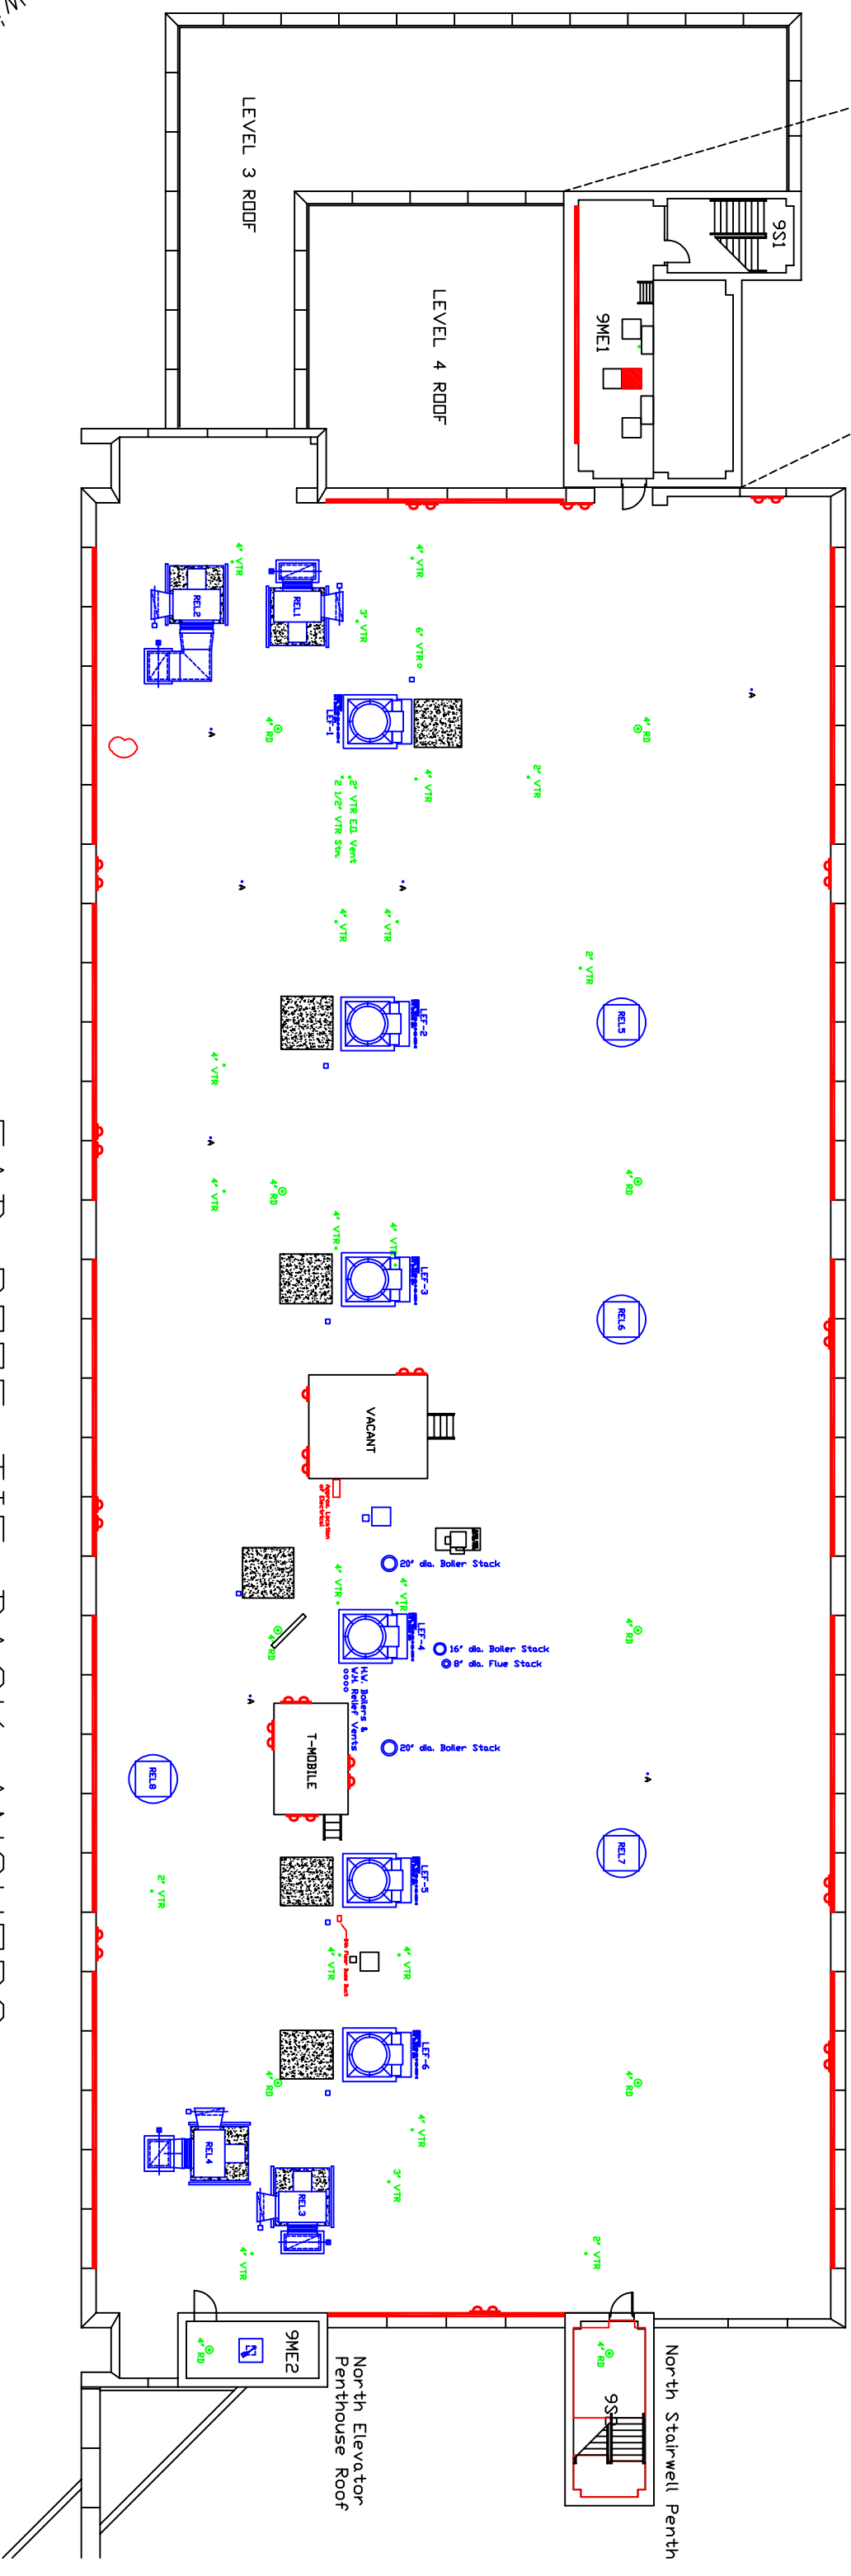 LEVEL 3 ROOF
9S1
LEVEL 4 ROOF
9ME1
4" VTR
4" VTR
REL2
REL1
3" VTR
6" VTR
A
4" RD
LEF-1
4" RD
A
4" VTR
2" VTR
2" VTR E.D. Vent
2 1/2" VTR Stm.
A
A
4" VTR
4" VTR
2" VTR
LEF-2
REL5
4" VTR
A
4" VTR
4" RD
4" RD
4" VTR
4" VTR
LEF-3
REL6
VACANT
Approx. Location
of Electrical
20" dia. Boiler Stack
4" VTR
4" VTR
4" RD
LEF-4
16" dia. Boiler Stack
8" dia. Flue Stack
4" RD
H.V. Boilers &
W.H. Relief Vents
A
T-MOBILE
20" dia. Boiler Stack
A
REL8
REL7
2" VTR
LEF-5
4" VTR
4" VTR
LEF-6
4" RD
4" RD
4" VTR
REL4
REL3
3" VTR
4" VTR
2" VTR
4" RD
9ME2
4" RD
North Elevator
Penthouse Roof
North Stairwell Penth